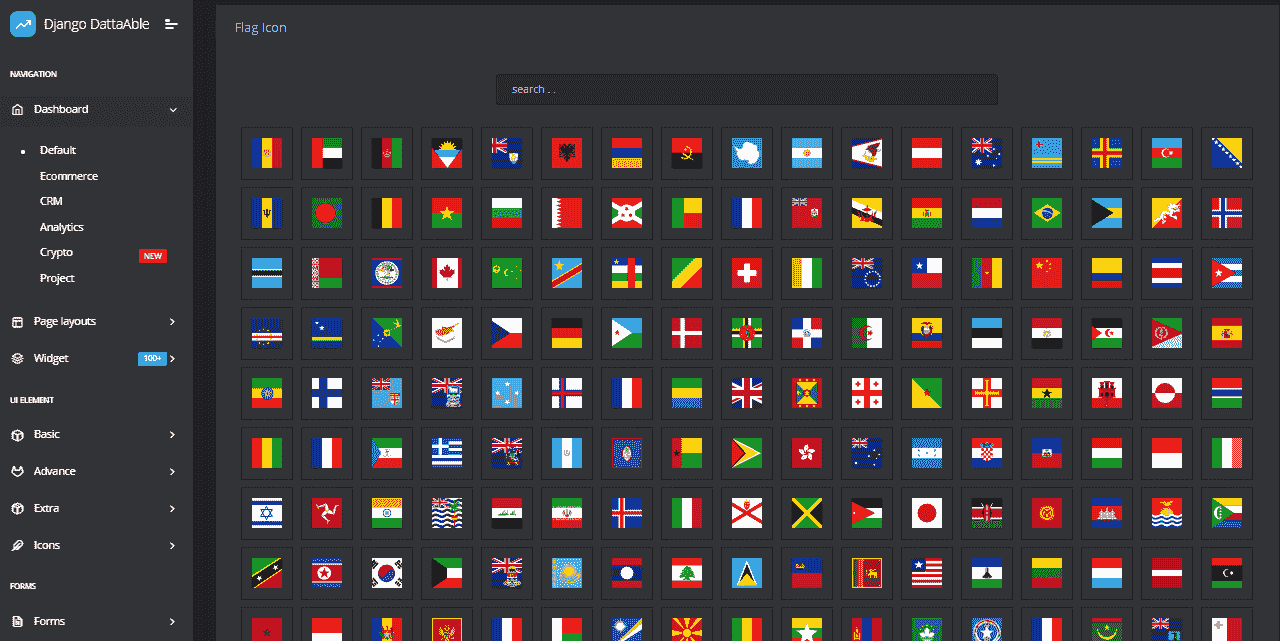 Django DattaAble
Flag Icon
NAVIGATION
search . .
Dashboard
Default
Ecommerce
CRM
Analytics
Crypto NEW
Project
Page layouts
Widget 100+
UI ELEMENT
Basic
Advance
Extra
Icons
FORMS
Forms